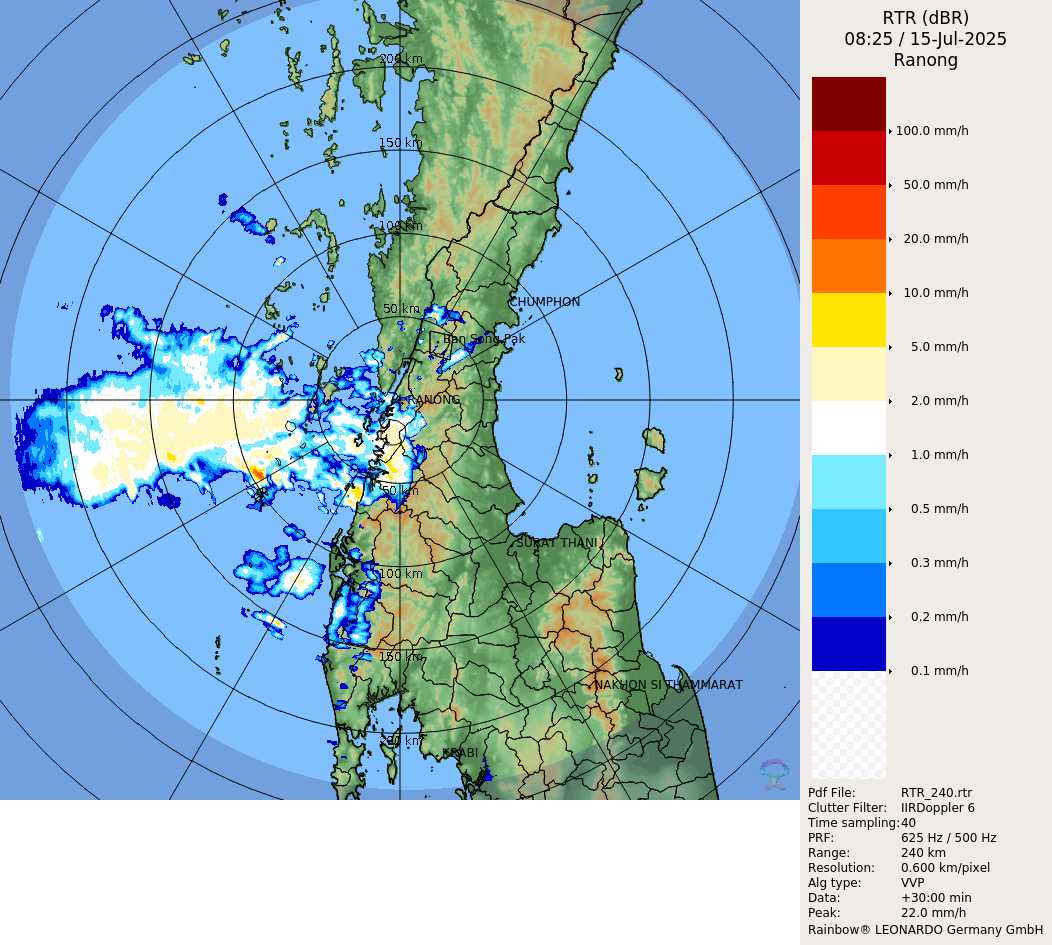 RTR (dBR)
08:25 / 15-Jul-2025
Ranong
200 km
150 km
100 km
50 km
CHUMPHON
Ban Song Pak
RANONG
50 km
SURAT THANI
100 km
150 km
NAKHON SI THAMMARAT
200 km
KRABI
100.0 mm/h
50.0 mm/h
20.0 mm/h
10.0 mm/h
5.0 mm/h
2.0 mm/h
1.0 mm/h
0.5 mm/h
0.3 mm/h
0.2 mm/h
0.1 mm/h
Pdf File: RTR_240.rtr
Clutter Filter: IIRDoppler 6
Time sampling:40
PRF: 625 Hz / 500 Hz
Range: 240 km
Resolution: 0.600 km/pixel
Alg type: VVP
Data: +30:00 min
Peak: 22.0 mm/h
Rainbow® LEONARDO Germany GmbH